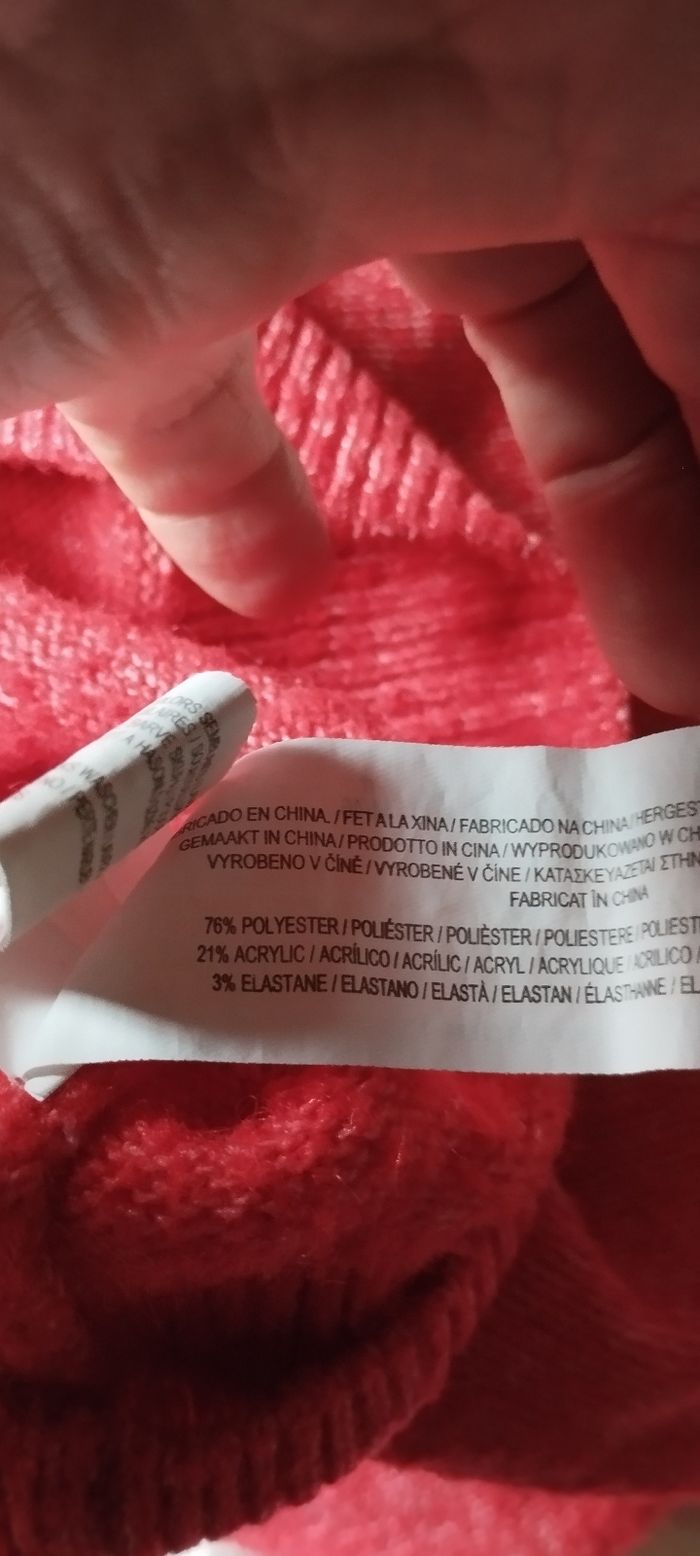 FABRICADO EN CHINA. / FET A LA XINA / FABRICADO NA CHINA / HERGES
GEMAAKT IN CHINA / PRODOTTO IN CINA / WYPRODUKOWANO W CH
VYROBENO V ČÍNĚ / VYROBENÉ V ČÍNE / ΚΑΤΑΣΚΕΥΑΖΕΤΑΙ ΣΤΗΝ
FABRICAT ÎN CHINA
76% POLYESTER / POLIÉSTER / POLIÈSTER / POLIESTERE / POLIEST
21% ACRYLIC / ACRÍLICO / ACRÍLIC / ACRYL / ACRYLIQUE / ACRILICO /
3% ELASTANE / ELASTANO / ELASTÀ / ELASTAN / ÉLASTHANNE / EL